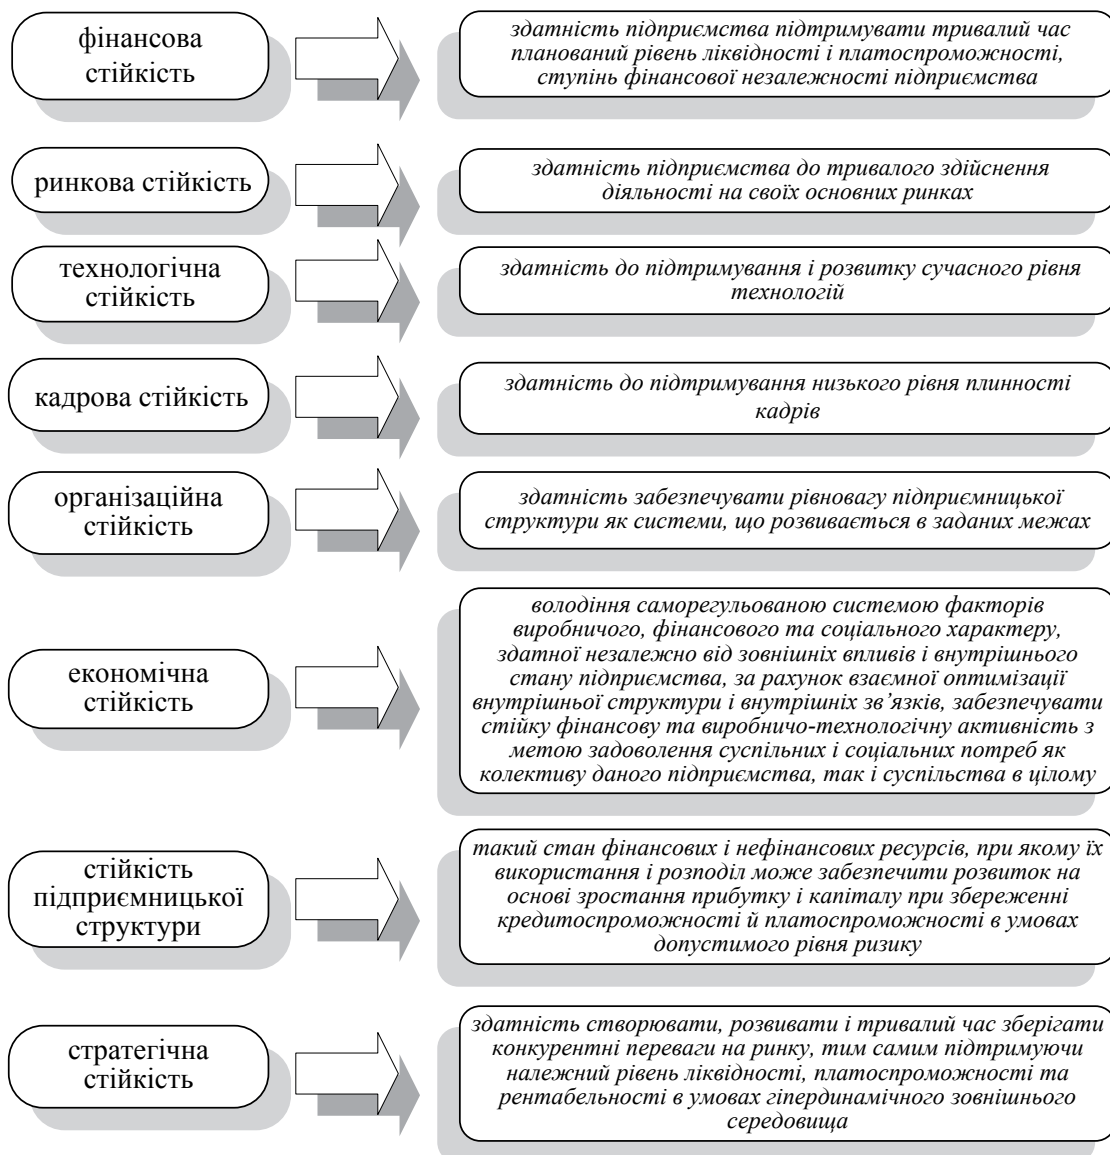 фінансова
стійкість
здатність підприємства підтримувати тривалий час
планований рівень ліквідності і платоспроможності,
ступінь фінансової незалежності підприємства
ринкова стійкість
здатність підприємства до тривалого здійснення
діяльності на своїх основних ринках
технологічна
стійкість
здатність до підтримування і розвитку сучасного рівня
технологій
кадрова стійкість
здатність до підтримування низького рівня плинності
кадрів
організаційна
стійкість
здатність забезпечувати рівновагу підприємницької
структури як системи, що розвивається в заданих межах
економічна
стійкість
володіння саморегульованою системою факторів
виробничого, фінансового та соціального характеру,
здатної незалежно від зовнішніх впливів і внутрішнього
стану підприємства, за рахунок взаємної оптимізації
внутрішньої структури і внутрішніх зв’язків, забезпечувати
стійку фінансову та виробничо-технологічну активність з
метою задоволення суспільних і соціальних потреб як
колективу даного підприємства, так і суспільства в цілому
стійкість
підприємницької
структури
такий стан фінансових і нефінансових ресурсів, при якому їх
використання і розподіл може забезпечити розвиток на
основі зростання прибутку і капіталу при збереженні
кредитоспроможності й платоспроможності в умовах
допустимого рівня ризику
стратегічна
стійкість
здатність створювати, розвивати і тривалий час зберігати
конкурентні переваги на ринку, тим самим підтримуючи
належний рівень ліквідності, платоспроможності та
рентабельності в умовах гіпердинамічного зовнішнього
середовища